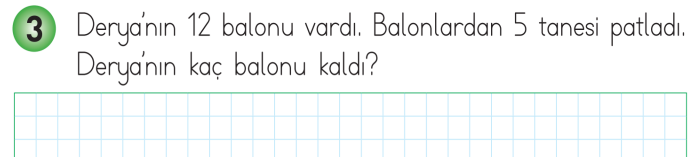 3 Derya'nın 12 balonu vardı. Balonlardan 5 tanesi patladı.
Derya'nın kaç balonu kaldı?